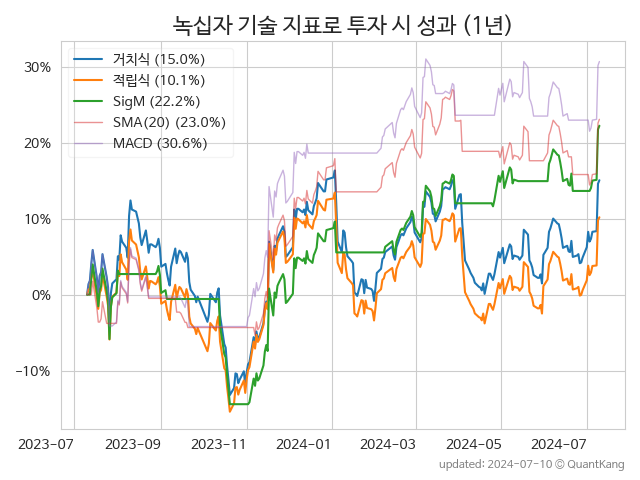 녹십자 기술 지표로 투자 시 성과 (1년)
거치식 (15.0%)
적립식 (10.1%)
SigM (22.2%)
SMA(20) (23.0%)
MACD (30.6%)
30%
20%
10%
0%
−10%
2023-07
2023-09
2023-11
2024-01
2024-03
2024-05
2024-07
updated: 2024-07-10 © QuantKang